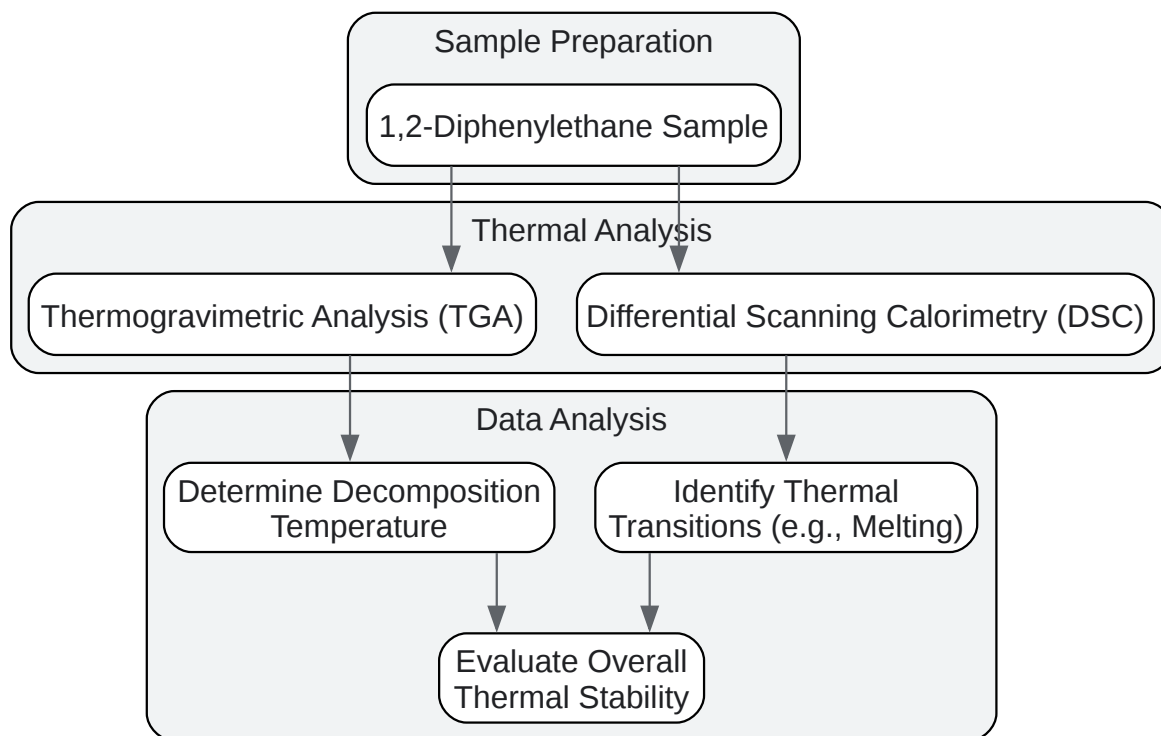 Sample Preparation
1,2-Diphenylethane Sample
Thermal Analysis
Thermogravimetric Analysis (TGA)
Differential Scanning Calorimetry (DSC)
Data Analysis
Determine Decomposition
Temperature
Identify Thermal
Transitions (e.g., Melting)
Evaluate Overall
Thermal Stability